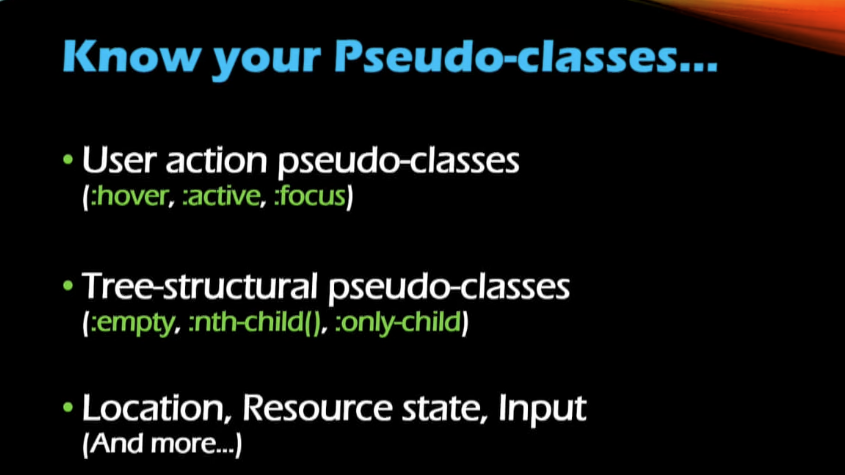 Know your Pseudo-classes...
• User action pseudo-classes
(:hover, :active, :focus)
• Tree-structural pseudo-classes
(:empty, :nth-child(), :only-child)
• Location, Resource state, Input
(And more...)